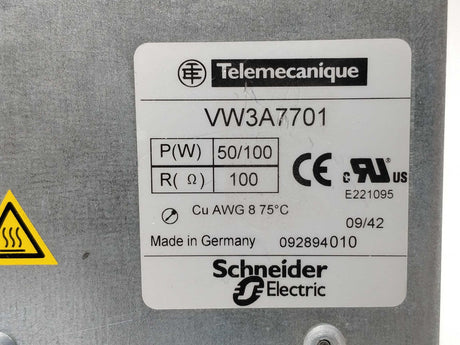 Telemecanique
VW3A7701
P(W) 50/100
R( Ω) 100
CE c RU us
E221095
Cu AWG 8 75°C
09/42
Made in Germany 092894010
Schneider
Electric